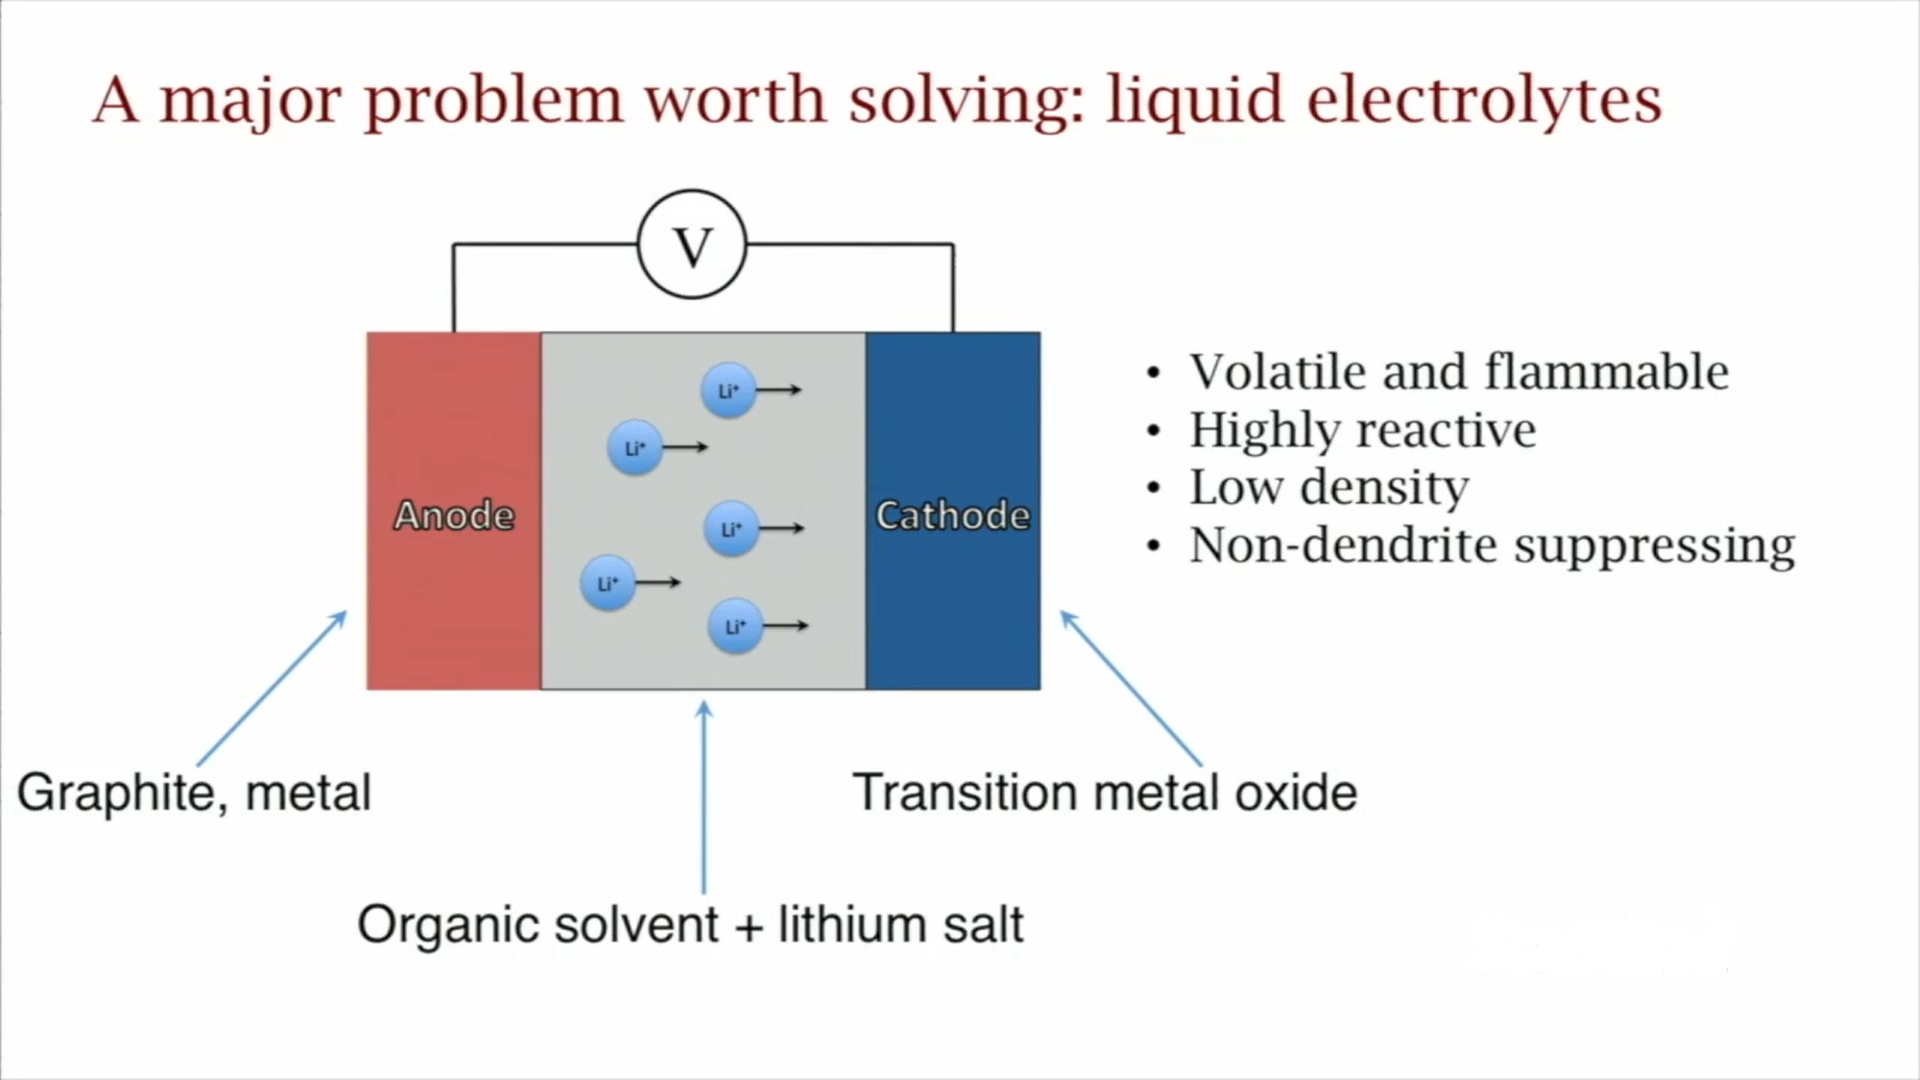 A major problem worth solving: liquid electrolytes
V
Li⁺
Li⁺
Li⁺
Li⁺
Li⁺
Anode
Cathode
• Volatile and flammable
• Highly reactive
• Low density
• Non-dendrite suppressing
Graphite, metal
Transition metal oxide
Organic solvent + lithium salt